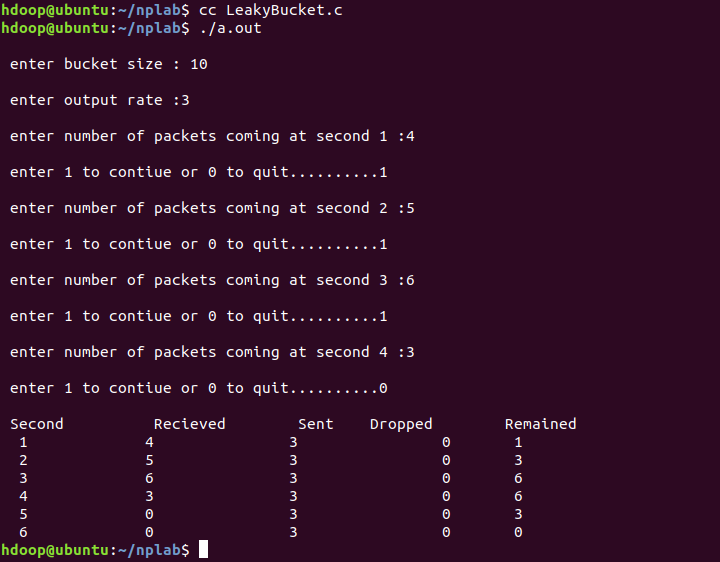 hdoop@ubuntu:~/nplab$ cc LeakyBucket.c
hdoop@ubuntu:~/nplab$ ./a.out
enter bucket size : 10
enter output rate :3
enter number of packets coming at second 1 :4
enter 1 to contiue or 0 to quit..........1
enter number of packets coming at second 2 :5
enter 1 to contiue or 0 to quit..........1
enter number of packets coming at second 3 :6
enter 1 to contiue or 0 to quit..........1
enter number of packets coming at second 4 :3
enter 1 to contiue or 0 to quit..........0
Second Recieved Sent Dropped Remained
1 4 3 0 1
2 5 3 0 3
3 6 3 0 6
4 3 3 0 6
5 0 3 0 3
6 0 3 0 0
hdoop@ubuntu:~/nplab$